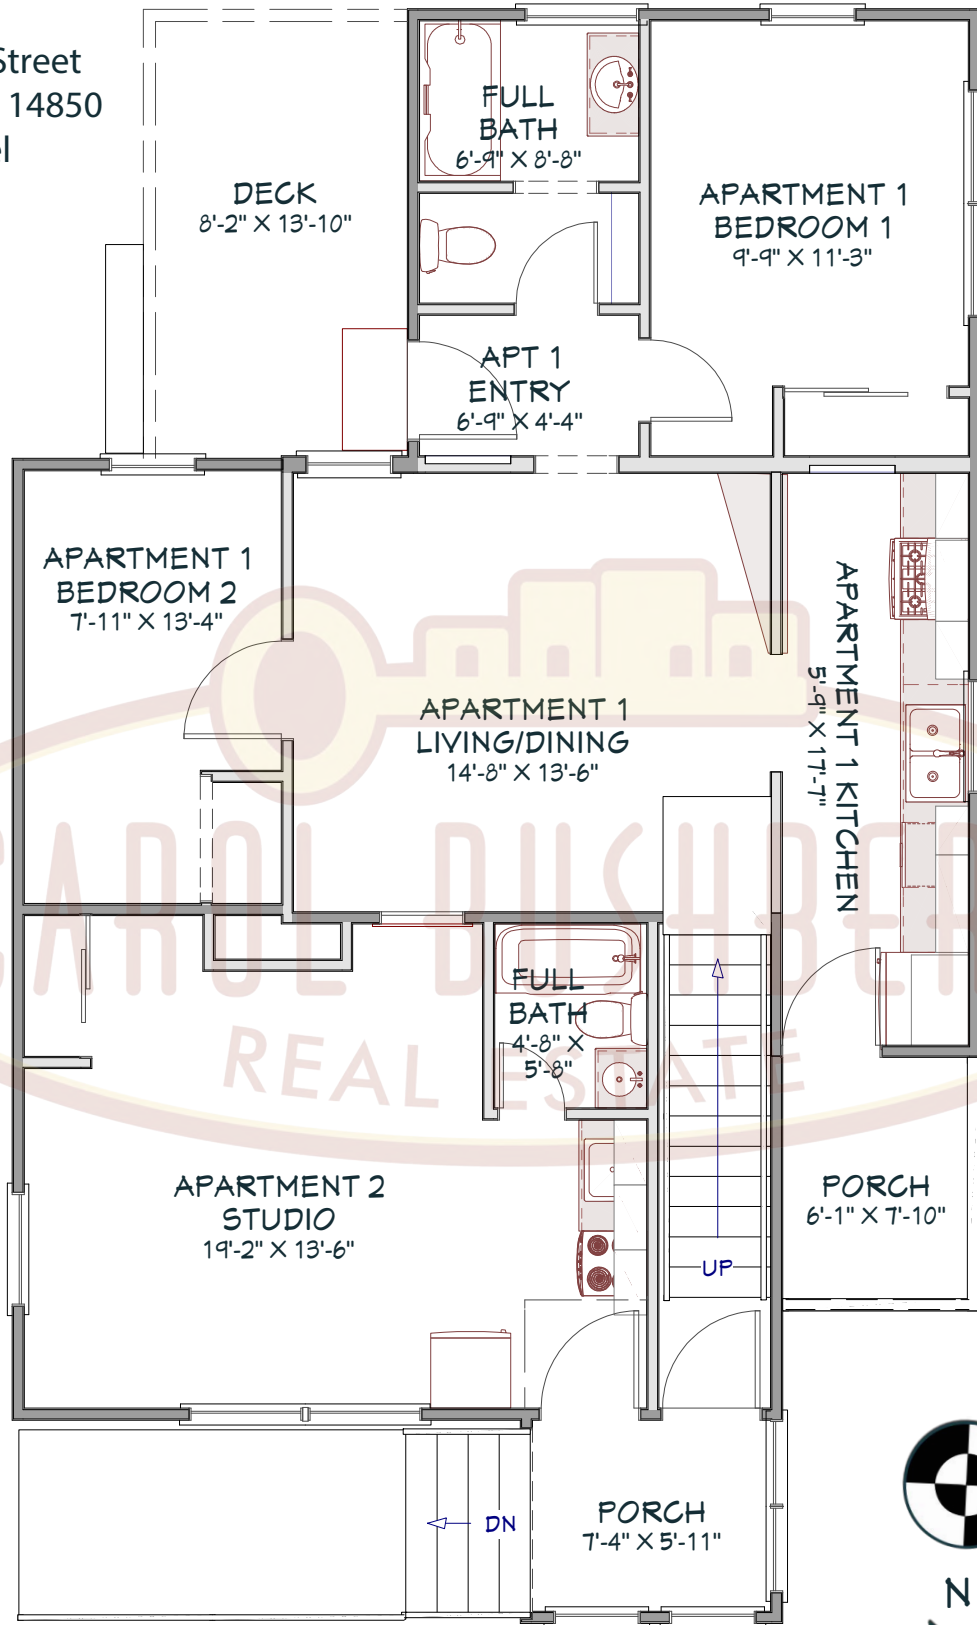 Street
14850
DECK
8'-2" X 13'-10"
FULL
BATH
6'-9" X 8'-8"
APARTMENT 1
BEDROOM 1
9'-9" X 11'-3"
APT 1
ENTRY
6'-9" X 4'-4"
APARTMENT 1
BEDROOM 2
7'-11" X 13'-4"
APARTMENT 1
LIVING/DINING
14'-8" X 13'-6"
APARTMENT 1 KITCHEN
5'-9" X 17'-7"
CAROL BUSHBER
REAL ESTATE
FULL
BATH
4'-8" X
5'-8"
APARTMENT 2
STUDIO
19'-2" X 13'-6"
UP
PORCH
6'-1" X 7'-10"
DN
PORCH
7'-4" X 5'-11"
N